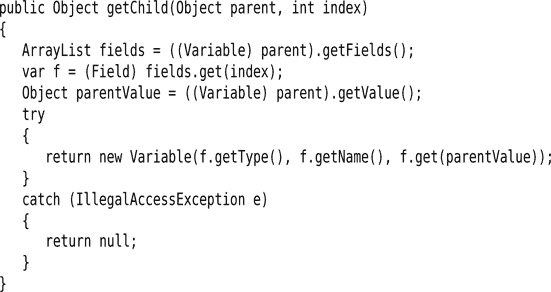 public Object getChild(Object parent, int index)
{
   ArrayList fields = ((Variable) parent).getFields();
   var f = (Field) fields.get(index);
   Object parentValue = ((Variable) parent).getValue();
   try
   {
      return new Variable(f.getType(), f.getName(), f.get(parentValue));
   }
   catch (IllegalAccessException e)
   {
      return null;
   }
}